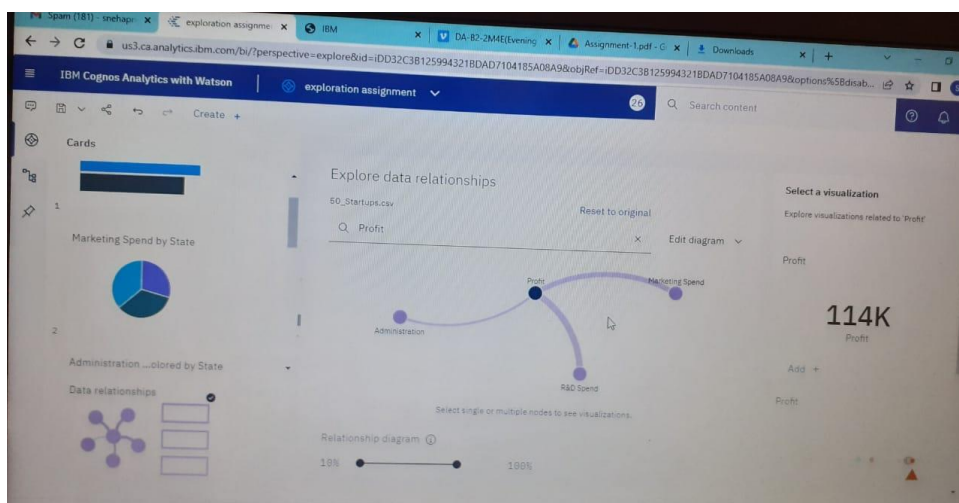 Spam (181) - snehapri
exploration assignme
IBM
DA-B2-2M4E(Evening
Assignment-1.pdf - G
Downloads
us3.ca.analytics.ibm.com/bi/?perspective=explore&id=iDD32C3B125994321BDAD7104185A08A9&objRef=iDD32C3B125994321BDAD7104185A08A9&options%5Bdisab...
IBM Cognos Analytics with Watson
exploration assignment
26
Search content
Create +
Cards
1
Marketing Spend by State
2
Administration ...olored by State
Data relationships
Explore data relationships
50_Startups.csv
Reset to original
Profit
Edit diagram
Profit
Marketing Spend
Administration
R&D Spend
Select single or multiple nodes to see visualizations.
Relationship diagram
10%
100%
Select a visualization
Explore visualizations related to 'Profit'
Profit
114K
Profit
Add +
Profit